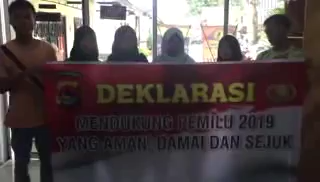 DEKLARASI
MENDUKUNG PEMILU 2019
YANG AMAN, DAMAI DAN SEJUK